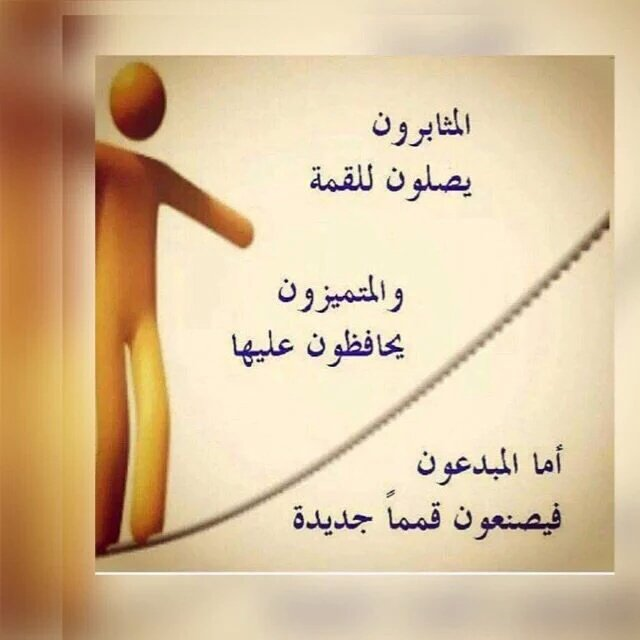 المثابرون
يصلون للقمة
والمتميزون
يحافظون عليها
أما المبدعون
فيصنعون قمماً جديدة